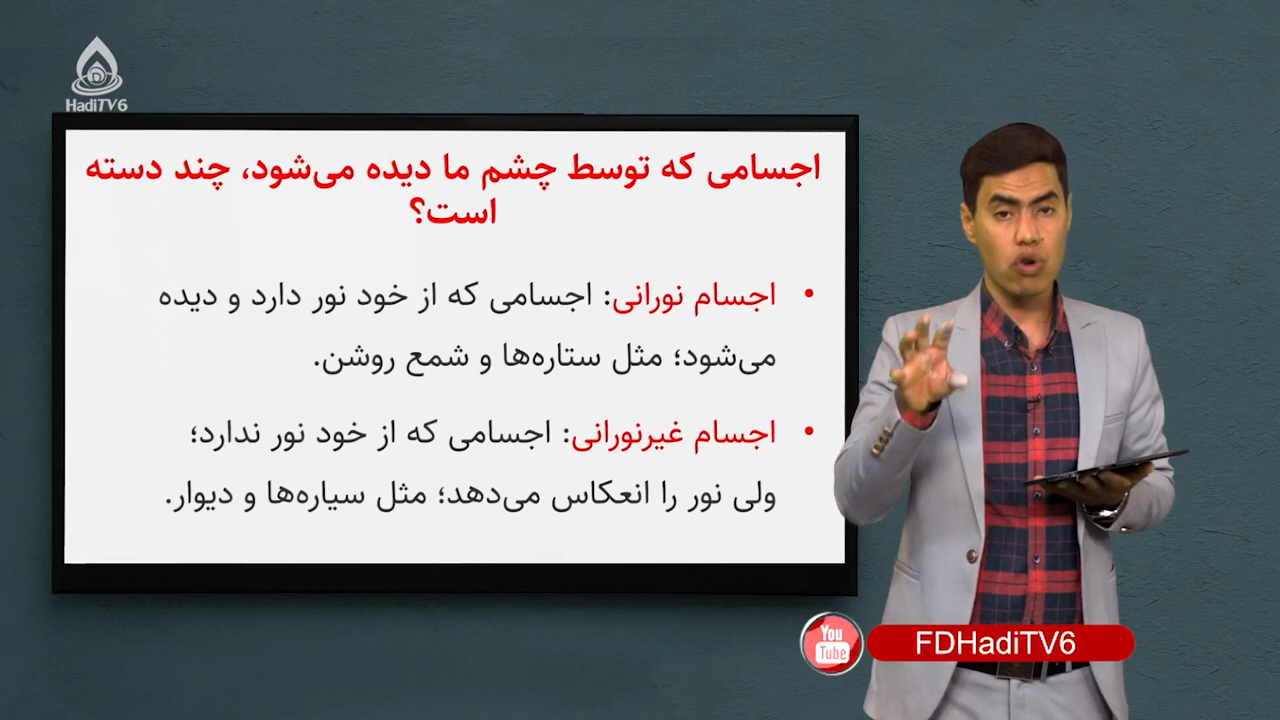 HadiTV6
اجسامی که توسط چشم ما دیده می‌شود، چند دسته
است؟
• اجسام نورانی: اجسامی که از خود نور دارد و دیده
می‌شود؛ مثل ستاره‌ها و شمع روشن.
• اجسام غیرنورانی: اجسامی که از خود نور ندارد؛
ولی نور را انعکاس می‌دهد؛ مثل سیاره‌ها و دیوار.
You
Tube
FDHadiTV6